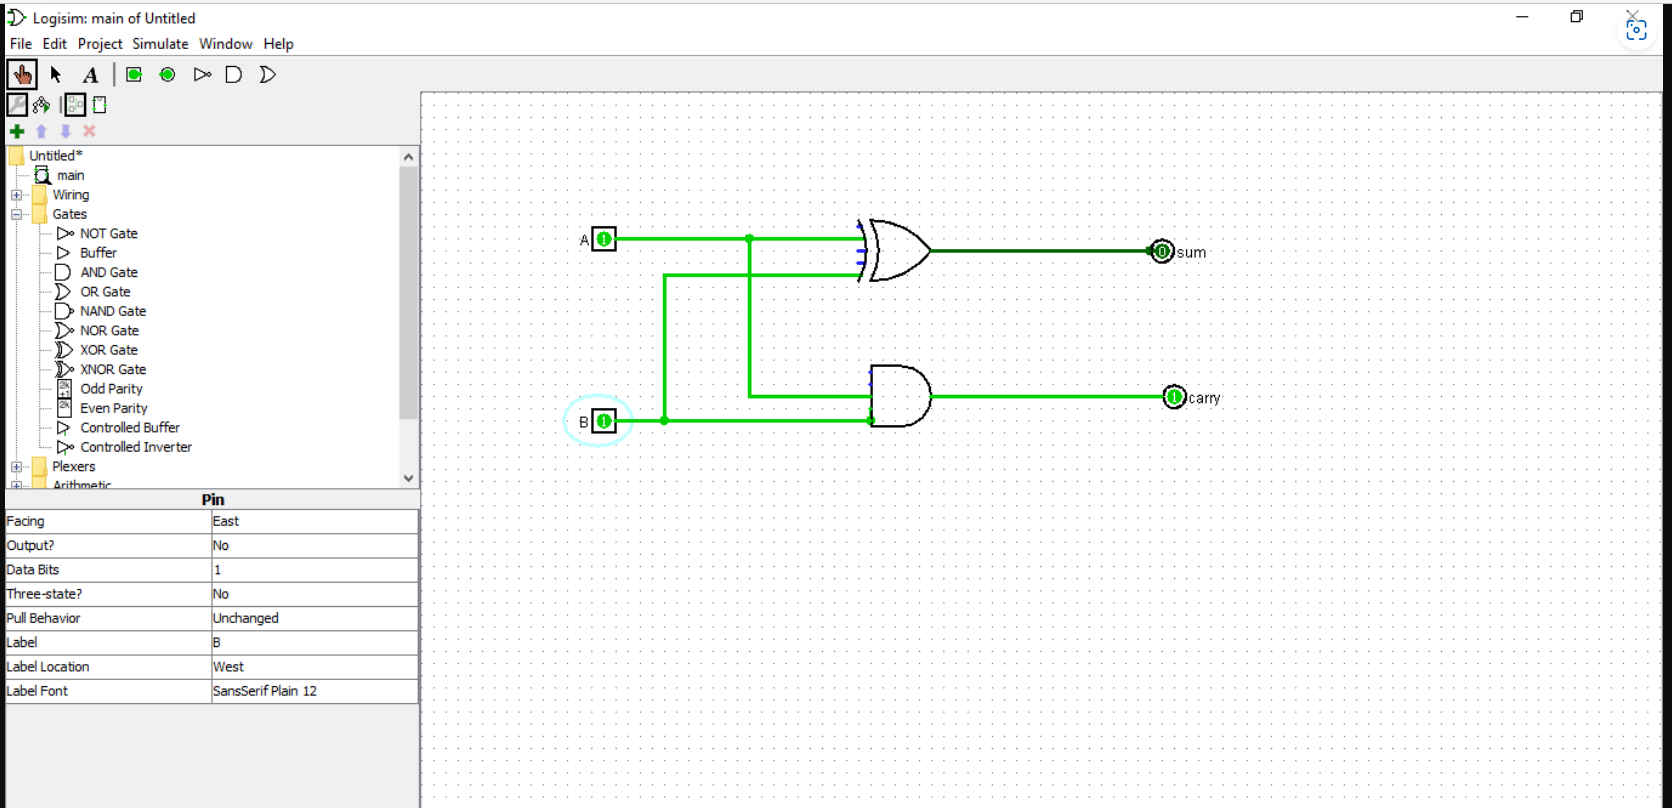 Logisim: main of Untitled
File Edit Project Simulate Window Help
A
Untitled*
main
Wiring
Gates
NOT Gate
Buffer
AND Gate
OR Gate
NAND Gate
NOR Gate
XOR Gate
XNOR Gate
2k+1 Odd Parity
2k Even Parity
Controlled Buffer
Controlled Inverter
Plexers
Arithmetic
Pin
Facing East
Output? No
Data Bits 1
Three-state? No
Pull Behavior Unchanged
Label B
Label Location West
Label Font SansSerif Plain 12
A 1
0 sum
1 carry
B 1